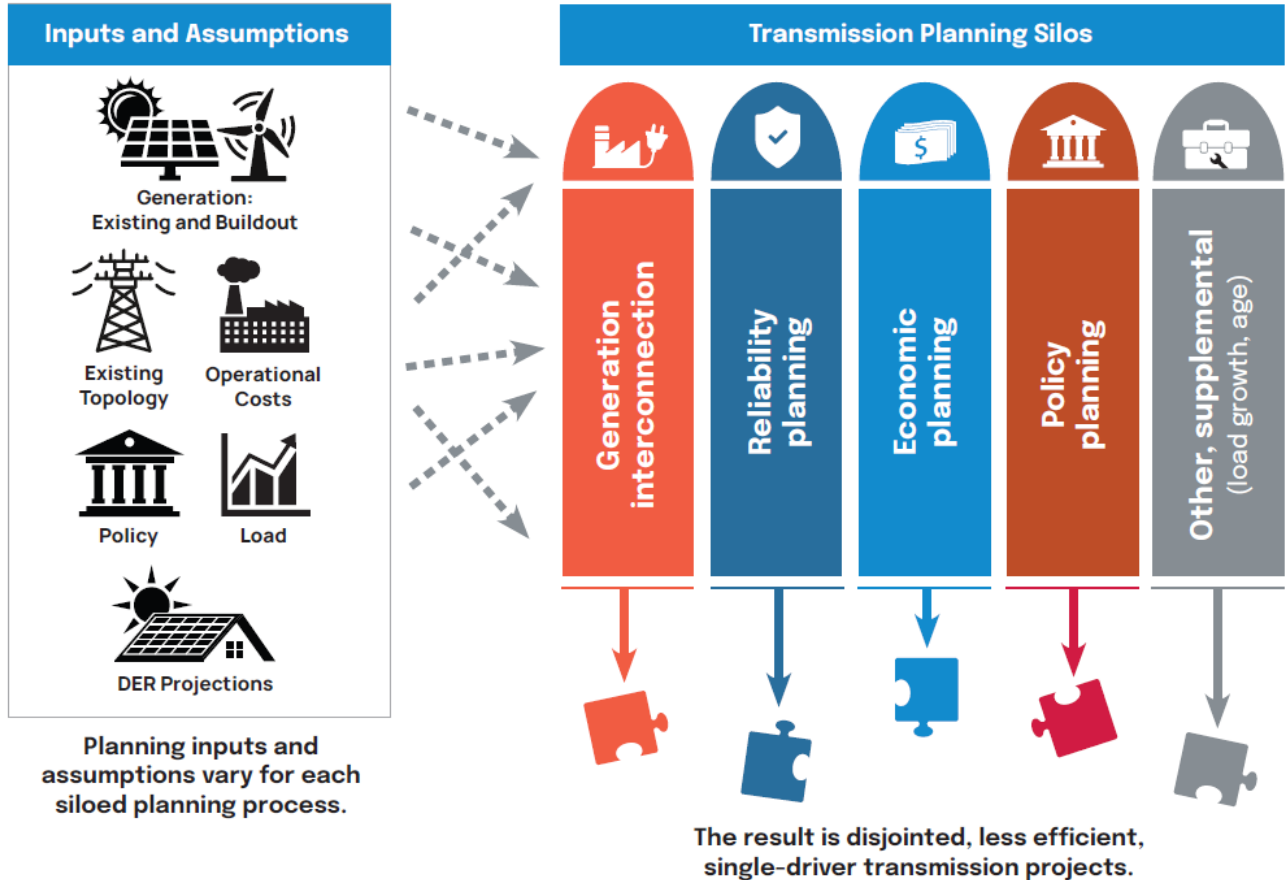 Inputs and Assumptions
Generation:
Existing and Buildout
Existing
Topology
Operational
Costs
Policy
Load
DER Projections
Planning inputs and
assumptions vary for each
siloed planning process.
Transmission Planning Silos
$
Generation
interconnection
Reliability
planning
Economic
planning
Policy
planning
Other, supplemental
(load growth, age)
The result is disjointed, less efficient,
single-driver transmission projects.